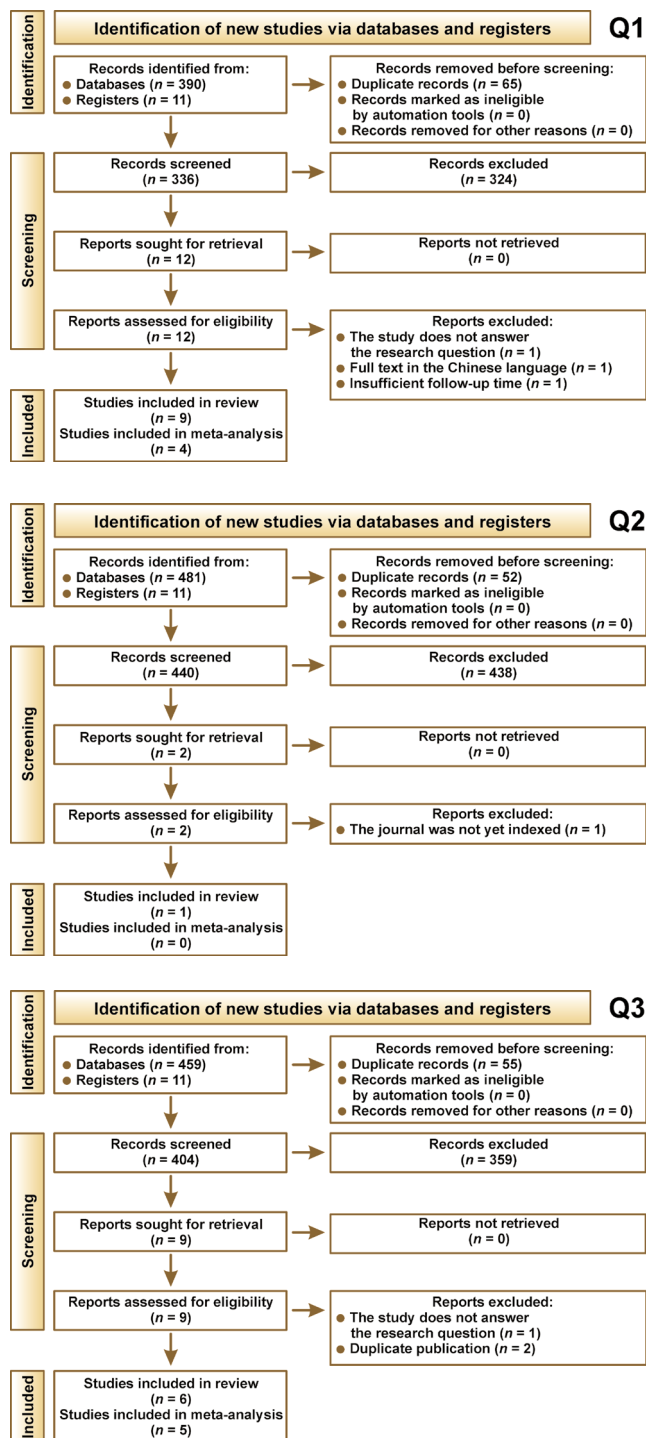 Identification of new studies via databases and registers
Q1
Identification
Records identified from:
● Databases (n = 390)
● Registers (n = 11)
Records removed before screening:
● Duplicate records (n = 65)
● Records marked as ineligible
by automation tools (n = 0)
● Records removed for other reasons (n = 0)
Screening
Records screened
(n = 336)
Records excluded
(n = 324)
Reports sought for retrieval
(n = 12)
Reports not retrieved
(n = 0)
Reports assessed for eligibility
(n = 12)
Reports excluded:
● The study does not answer
the research question (n = 1)
● Full text in the Chinese language (n = 1)
● Insufficient follow-up time (n = 1)
Included
Studies included in review
(n = 9)
Studies included in meta-analysis
(n = 4)
Identification of new studies via databases and registers
Q2
Identification
Records identified from:
● Databases (n = 481)
● Registers (n = 11)
Records removed before screening:
● Duplicate records (n = 52)
● Records marked as ineligible
by automation tools (n = 0)
● Records removed for other reasons (n = 0)
Screening
Records screened
(n = 440)
Records excluded
(n = 438)
Reports sought for retrieval
(n = 2)
Reports not retrieved
(n = 0)
Reports assessed for eligibility
(n = 2)
Reports excluded:
● The journal was not yet indexed (n = 1)
Included
Studies included in review
(n = 1)
Studies included in meta-analysis
(n = 0)
Identification of new studies via databases and registers
Q3
Identification
Records identified from:
● Databases (n = 459)
● Registers (n = 11)
Records removed before screening:
● Duplicate records (n = 55)
● Records marked as ineligible
by automation tools (n = 0)
● Records removed for other reasons (n = 0)
Screening
Records screened
(n = 404)
Records excluded
(n = 359)
Reports sought for retrieval
(n = 9)
Reports not retrieved
(n = 0)
Reports assessed for eligibility
(n = 9)
Reports excluded:
● The study does not answer
the research question (n = 1)
● Duplicate publication (n = 2)
Included
Studies included in review
(n = 6)
Studies included in meta-analysis
(n = 5)